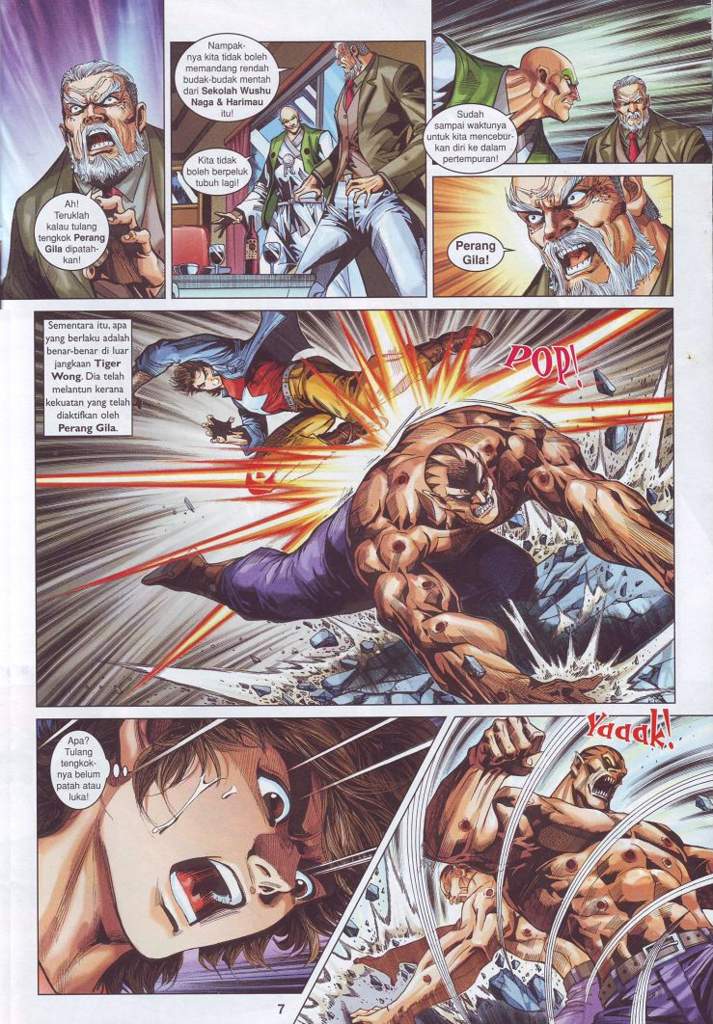 Ah!
Teruklah
kalau tulang
tengkok Perang
Gila dipatah-
kan!
Nampak-
nya kita tidak boleh
memandang rendah
budak-budak mentah
dari Sekolah Wushu
Naga & Harimau
itu!
Kita tidak
boleh berpeluk
tubuh lagi!
Sudah
sampai waktunya
untuk kita mencebur-
kan diri ke dalam
pertempuran!
Perang
Gila!
Sementara itu, apa
yang berlaku adalah
benar-benar di luar
jangkaan Tiger
Wong. Dia telah
melantun kerana
kekuatan yang telah
diaktifkan oleh
Perang Gila.
POP!
Apa?
Tulang
tengkok-
nya belum
patah atau
luka!
Yaaak!
7